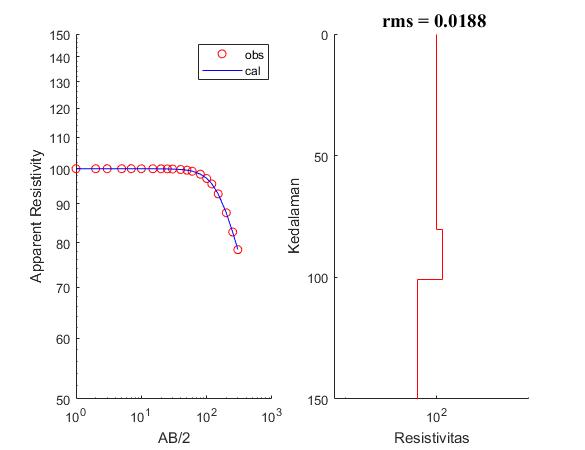 rms = 0.0188
obs
cal
Apparent Resistivity
150
140
130
120
110
100
90
80
70
60
50
10^0 10^1 10^2 10^3
AB/2
Kedalaman
0
50
100
150
10^2
Resistivitas